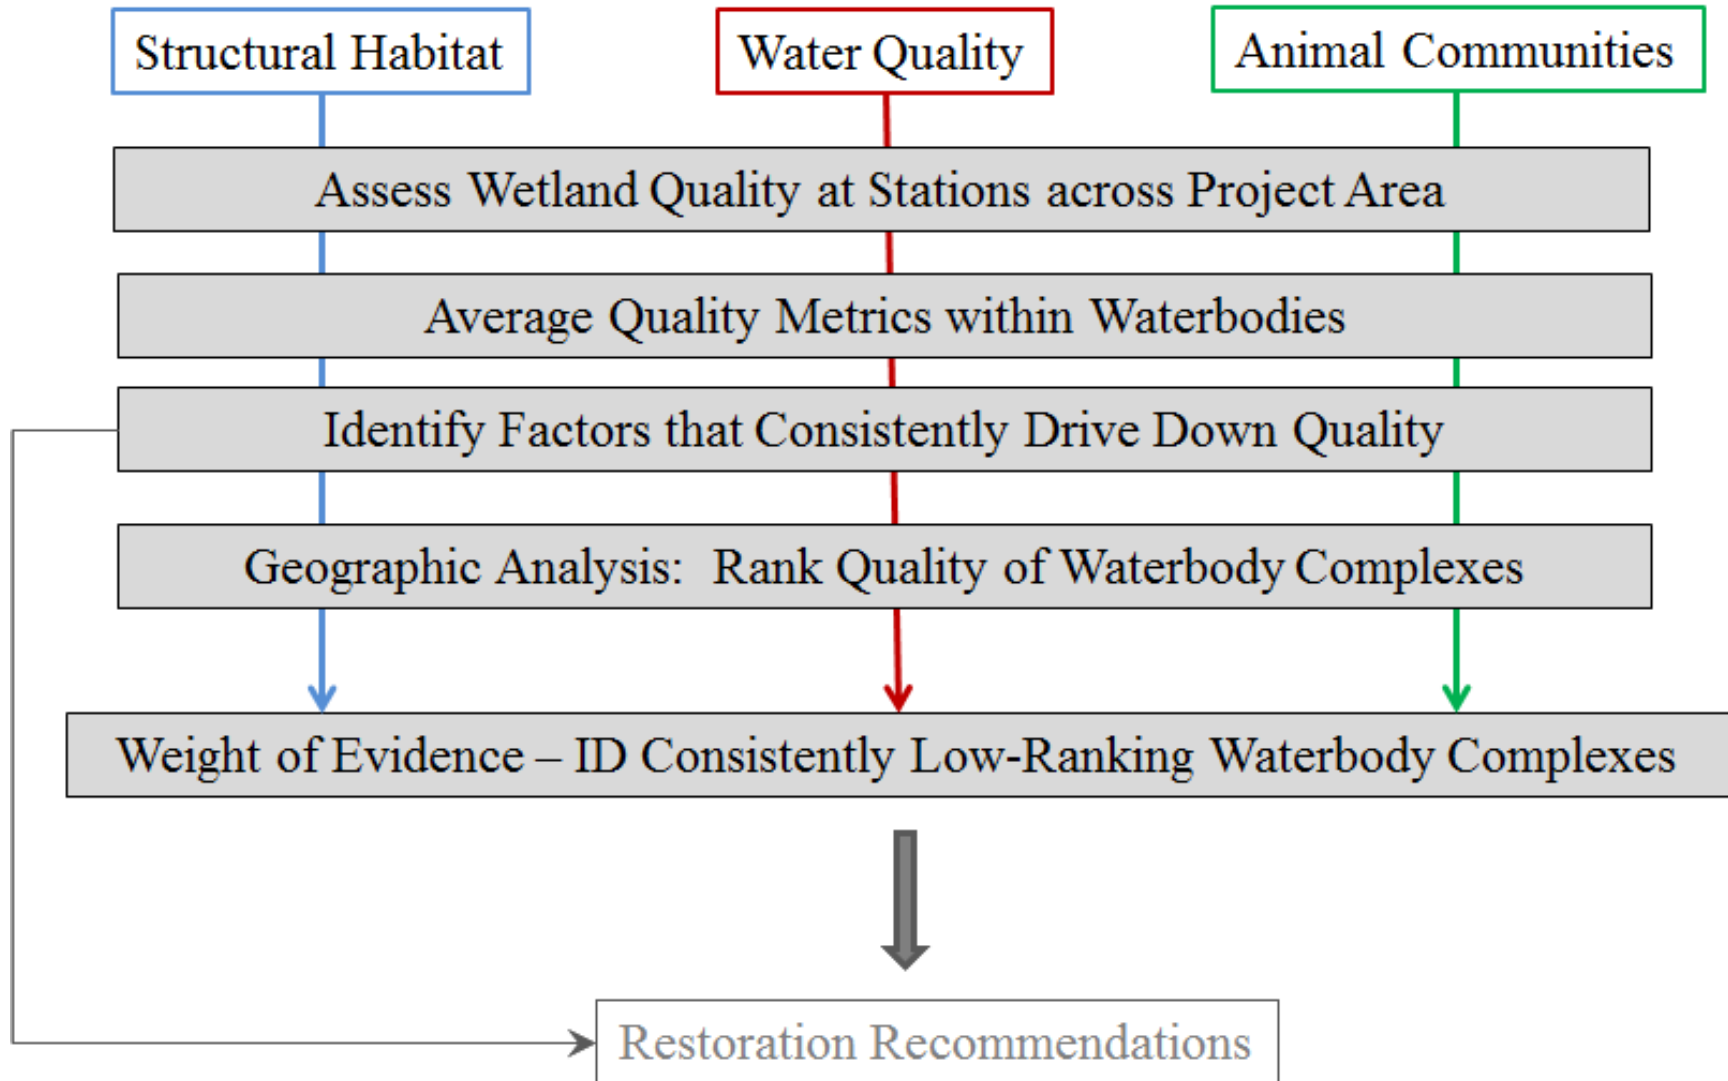 Structural Habitat
Water Quality
Animal Communities
Assess Wetland Quality at Stations across Project Area
Average Quality Metrics within Waterbodies
Identify Factors that Consistently Drive Down Quality
Geographic Analysis:  Rank Quality of Waterbody Complexes
Weight of Evidence – ID Consistently Low-Ranking Waterbody Complexes
Restoration Recommendations